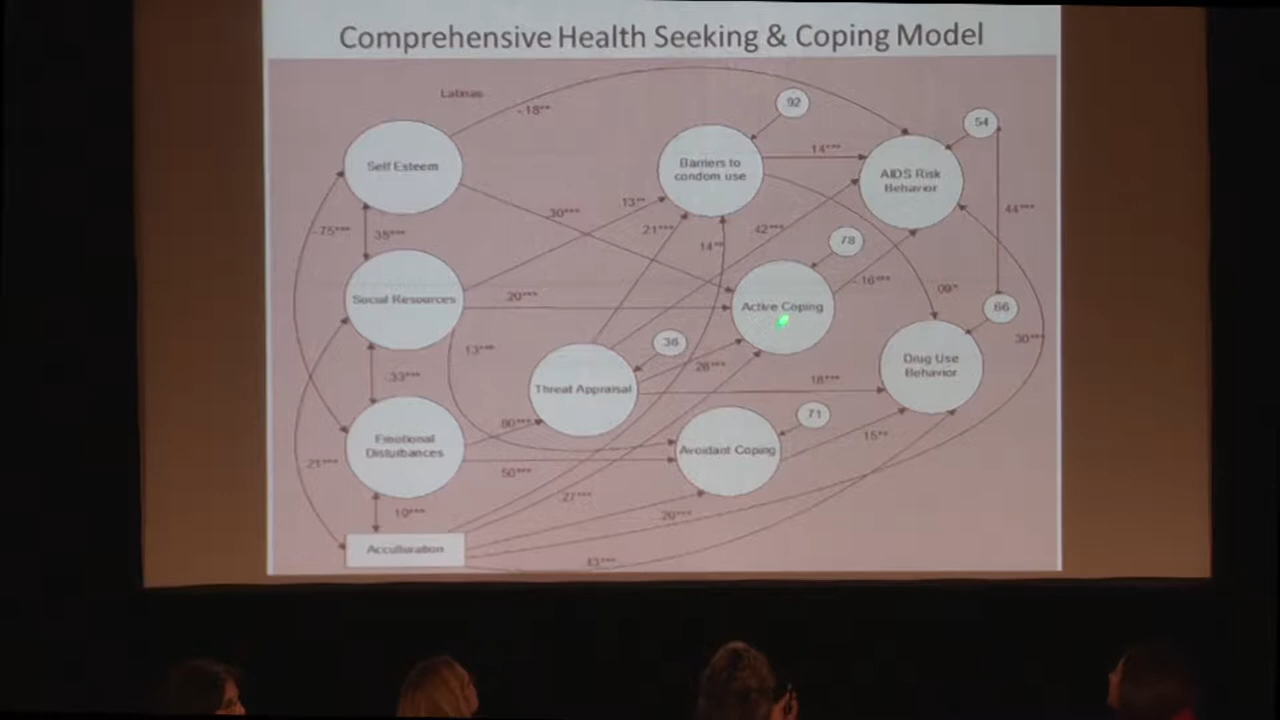 Comprehensive Health Seeking & Coping Model
Latinas
-.18**
92
54
Self Esteem
Barriers to
condom use
14***
AIDS Risk
Behavior
30***
13**
21***
14**
42***
44***
-.75***
35***
78
Social Resources
20***
Active Coping
-.16***
09*
66
30***
13***
36
28***
Drug Use
Behavior
-.33***
Threat Appraisal
18***
71
Emotional
Disturbances
50***
Avoidant Coping
15**
.21***
.27***
.20***
Acculturation